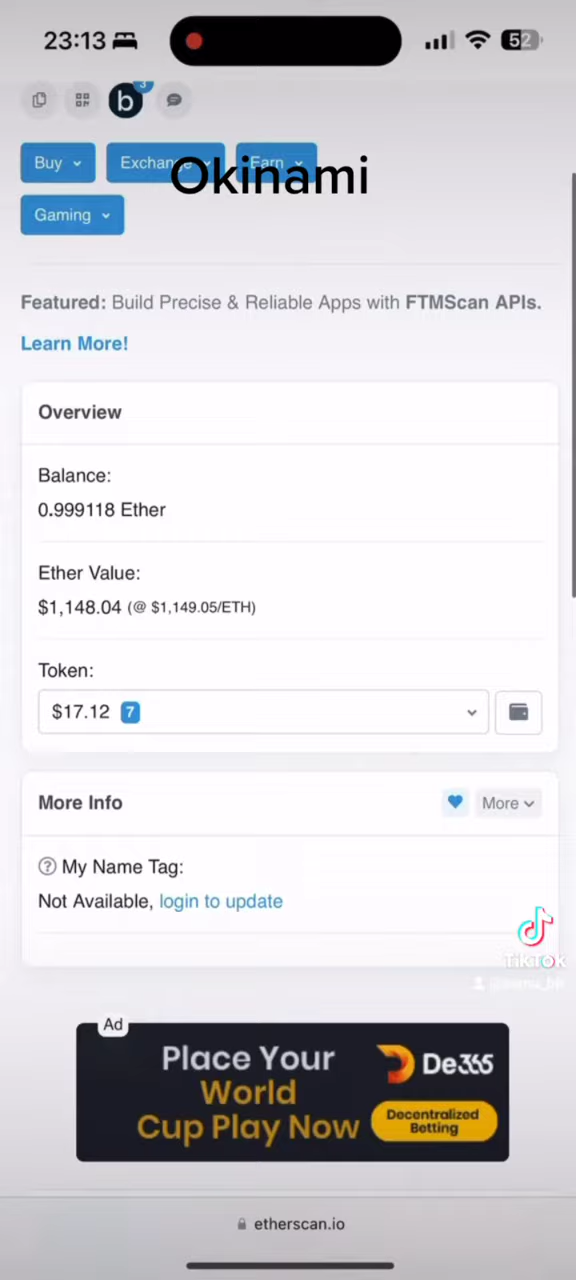 23:13
52
3
b
Buy
Exchange
Earn
Okinami
Gaming
Featured: Build Precise & Reliable Apps with FTMScan APIs.
Learn More!
Overview
Balance:
0.999118 Ether
Ether Value:
$1,148.04 (@ $1,149.05/ETH)
Token:
$17.12 7
More Info
More
? My Name Tag:
Not Available, login to update
TikTok
Ad
Place Your
World
Cup Play Now
De365
Decentralized
Betting
etherscan.io